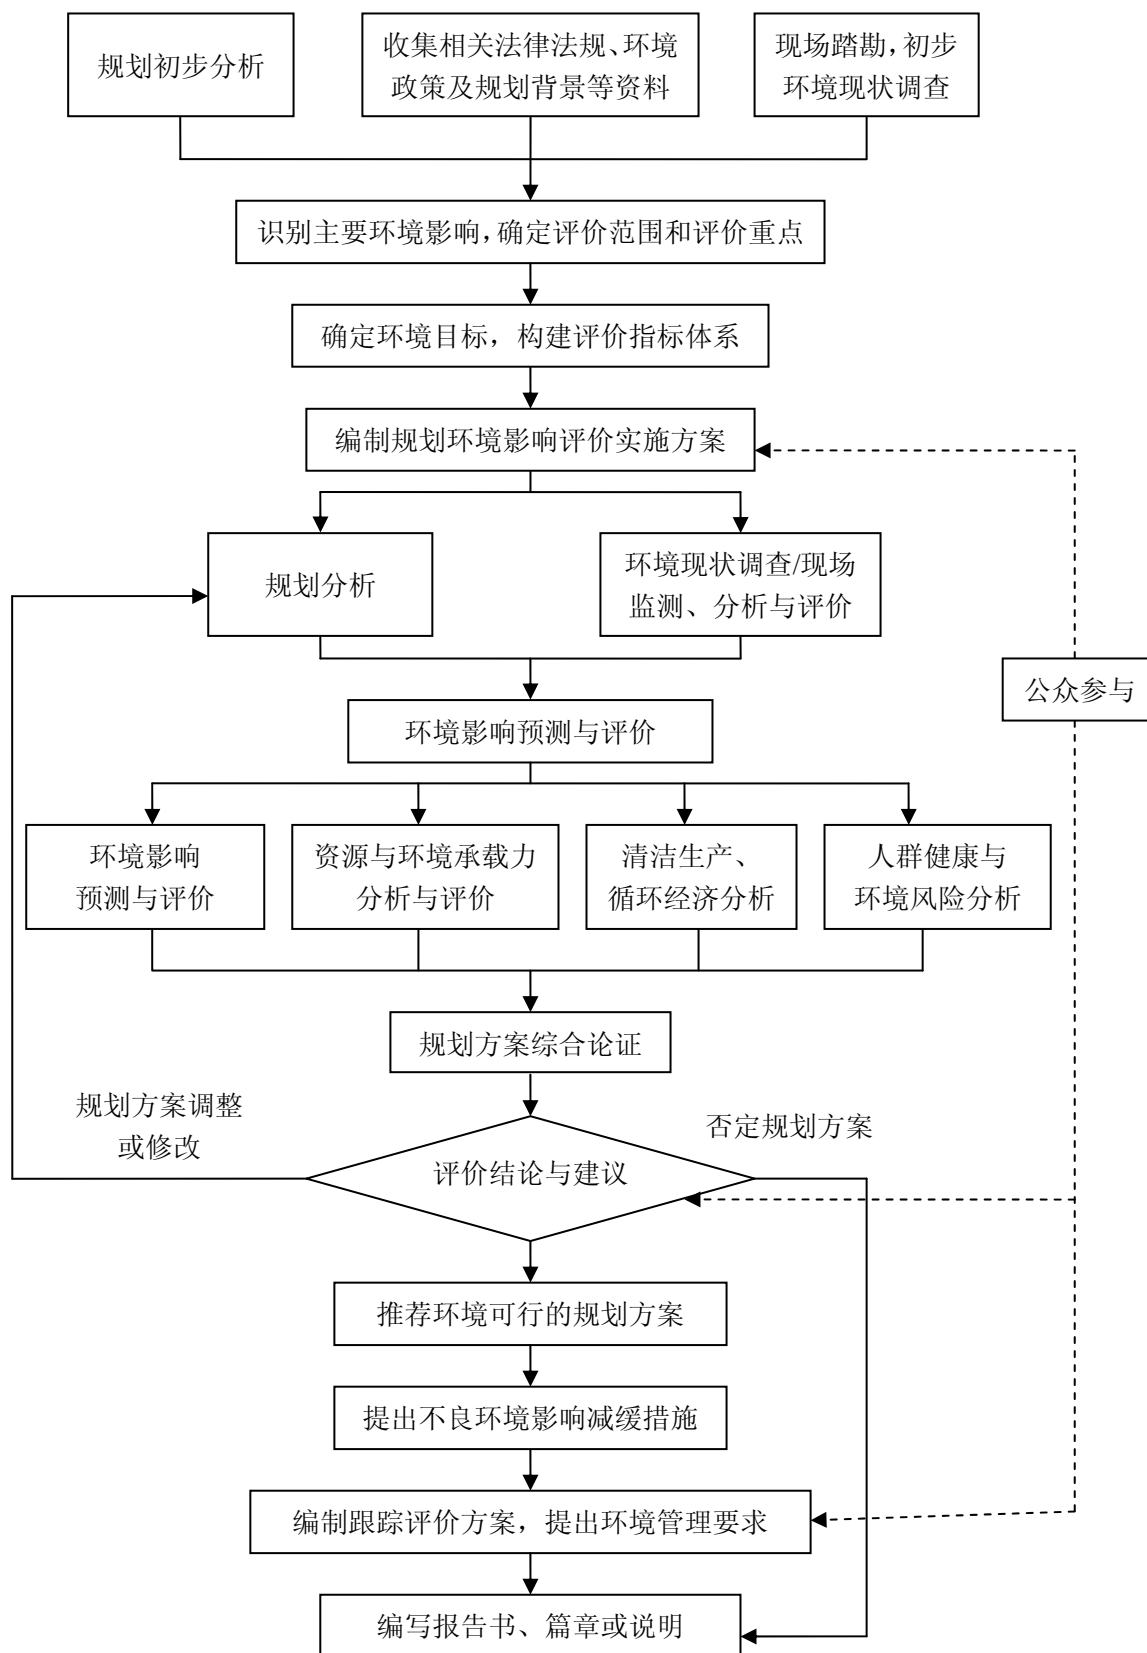 规划初步分析
收集相关法律法规、环境
政策及规划背景等资料
现场踏勘,初步
环境现状调查
识别主要环境影响,确定评价范围和评价重点
确定环境目标，构建评价指标体系
编制规划环境影响评价实施方案
规划分析
环境现状调查/现场
监测、分析与评价
公众参与
环境影响预测与评价
环境影响
预测与评价
资源与环境承载力
分析与评价
清洁生产、
循环经济分析
人群健康与
环境风险分析
规划方案综合论证
规划方案调整
或修改
否定规划方案
评价结论与建议
推荐环境可行的规划方案
提出不良环境影响减缓措施
编制跟踪评价方案，提出环境管理要求
编写报告书、篇章或说明